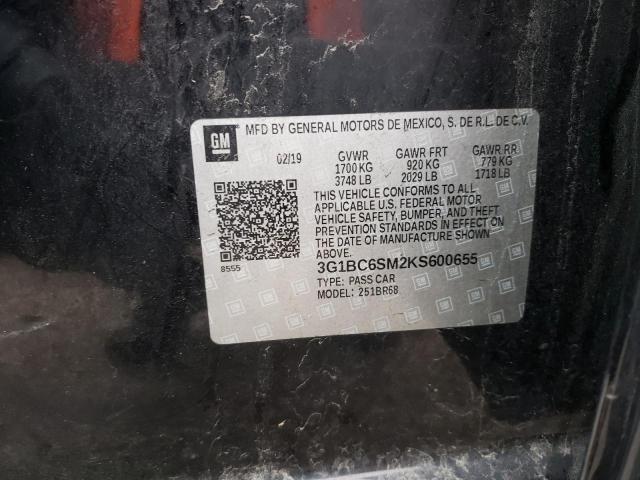 GM
MFD BY GENERAL MOTORS DE MEXICO, S. DE R.L. DE C.V.
02/19 GVWR GAWR FRT GAWR RR
1700 KG 920 KG 779 KG
3748 LB 2029 LB 1718 LB
THIS VEHICLE CONFORMS TO ALL
APPLICABLE U.S. FEDERAL MOTOR
VEHICLE SAFETY, BUMPER, AND THEFT
PREVENTION STANDARDS IN EFFECT ON
THE DATE OF MANUFACTURE SHOWN
ABOVE.
8555
3G1BC6SM2KS600655
TYPE: PASS CAR
MODEL: 251BR68